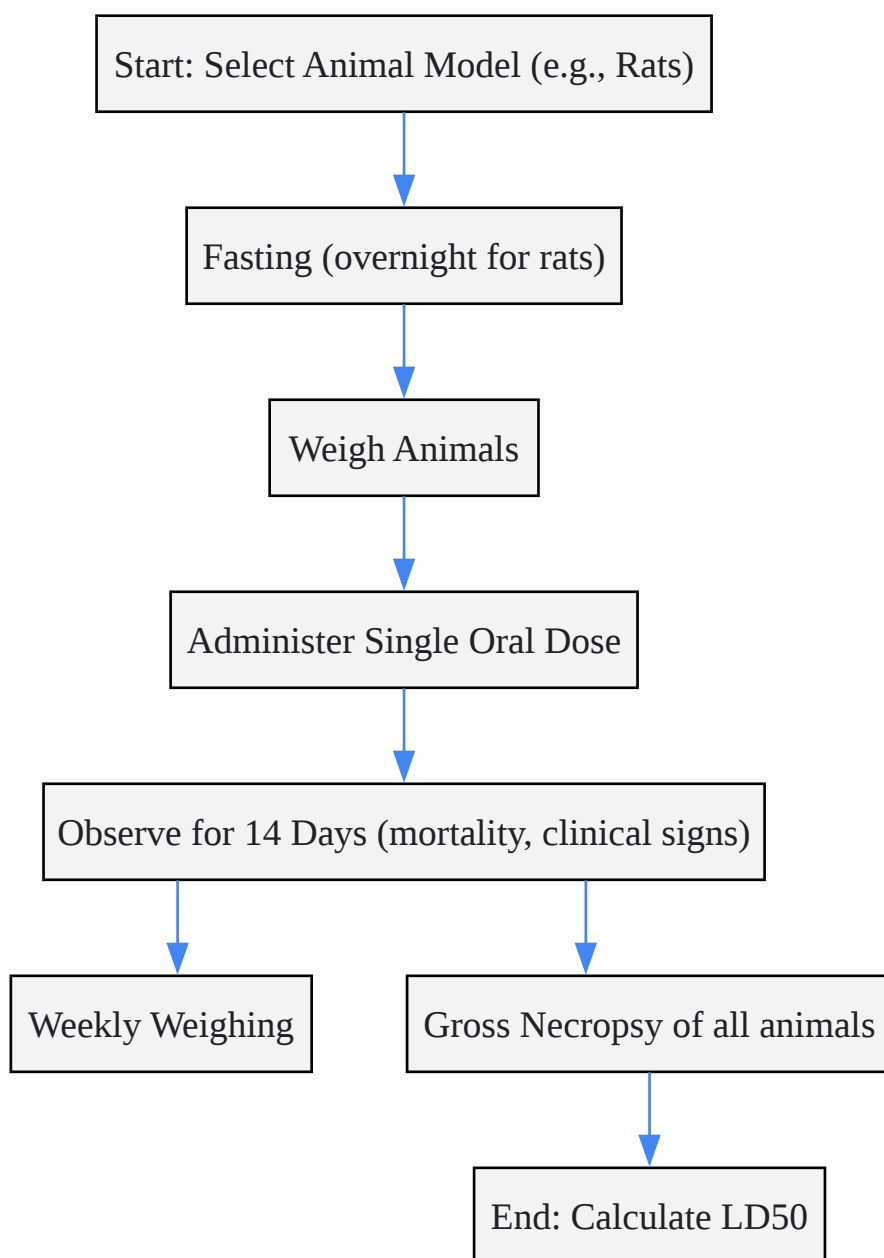 Start: Select Animal Model (e.g., Rats)
Fasting (overnight for rats)
Weigh Animals
Administer Single Oral Dose
Observe for 14 Days (mortality, clinical signs)
Weekly Weighing
Gross Necropsy of all animals
End: Calculate LD50